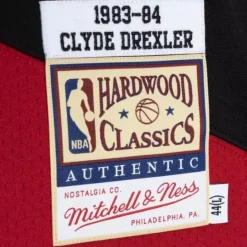 1983-84
CLYDE DREXLER
NBA
HARDWOOD
CLASSICS
AUTHENTIC
NOSTALGIA CO.
Mitchell & Ness
PHILADELPHIA, PA.
44(L)